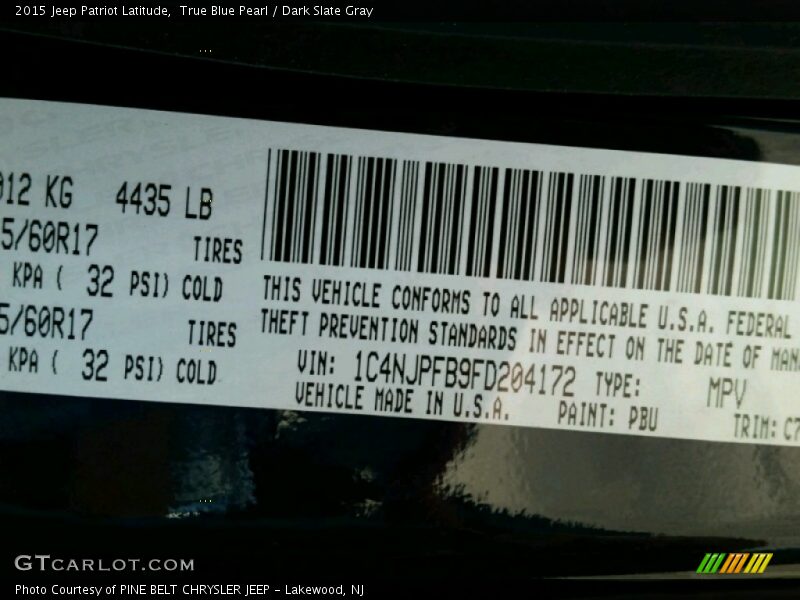 2015 Jeep Patriot Latitude,  True Blue Pearl / Dark Slate Gray
012 KG 4435 LB
5/60R17 TIRES
KPA ( 32 PSI) COLD
5/60R17 TIRES
KPA ( 32 PSI) COLD
THIS VEHICLE CONFORMS TO ALL APPLICABLE U.S.A. FEDERAL
THEFT PREVENTION STANDARDS IN EFFECT ON THE DATE OF MAN
VIN: 1C4NJPFB9FD204172 TYPE: MPV
VEHICLE MADE IN U.S.A. PAINT: PBU TRIM: C7
GTCARLOT.COM
Photo Courtesy of PINE BELT CHRYSLER JEEP - Lakewood, NJ